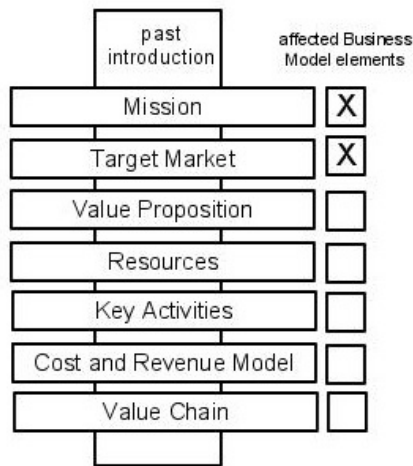 past
introduction
affected Business
Model elements
Mission X
Target Market X
Value Proposition
Resources
Key Activities
Cost and Revenue Model
Value Chain